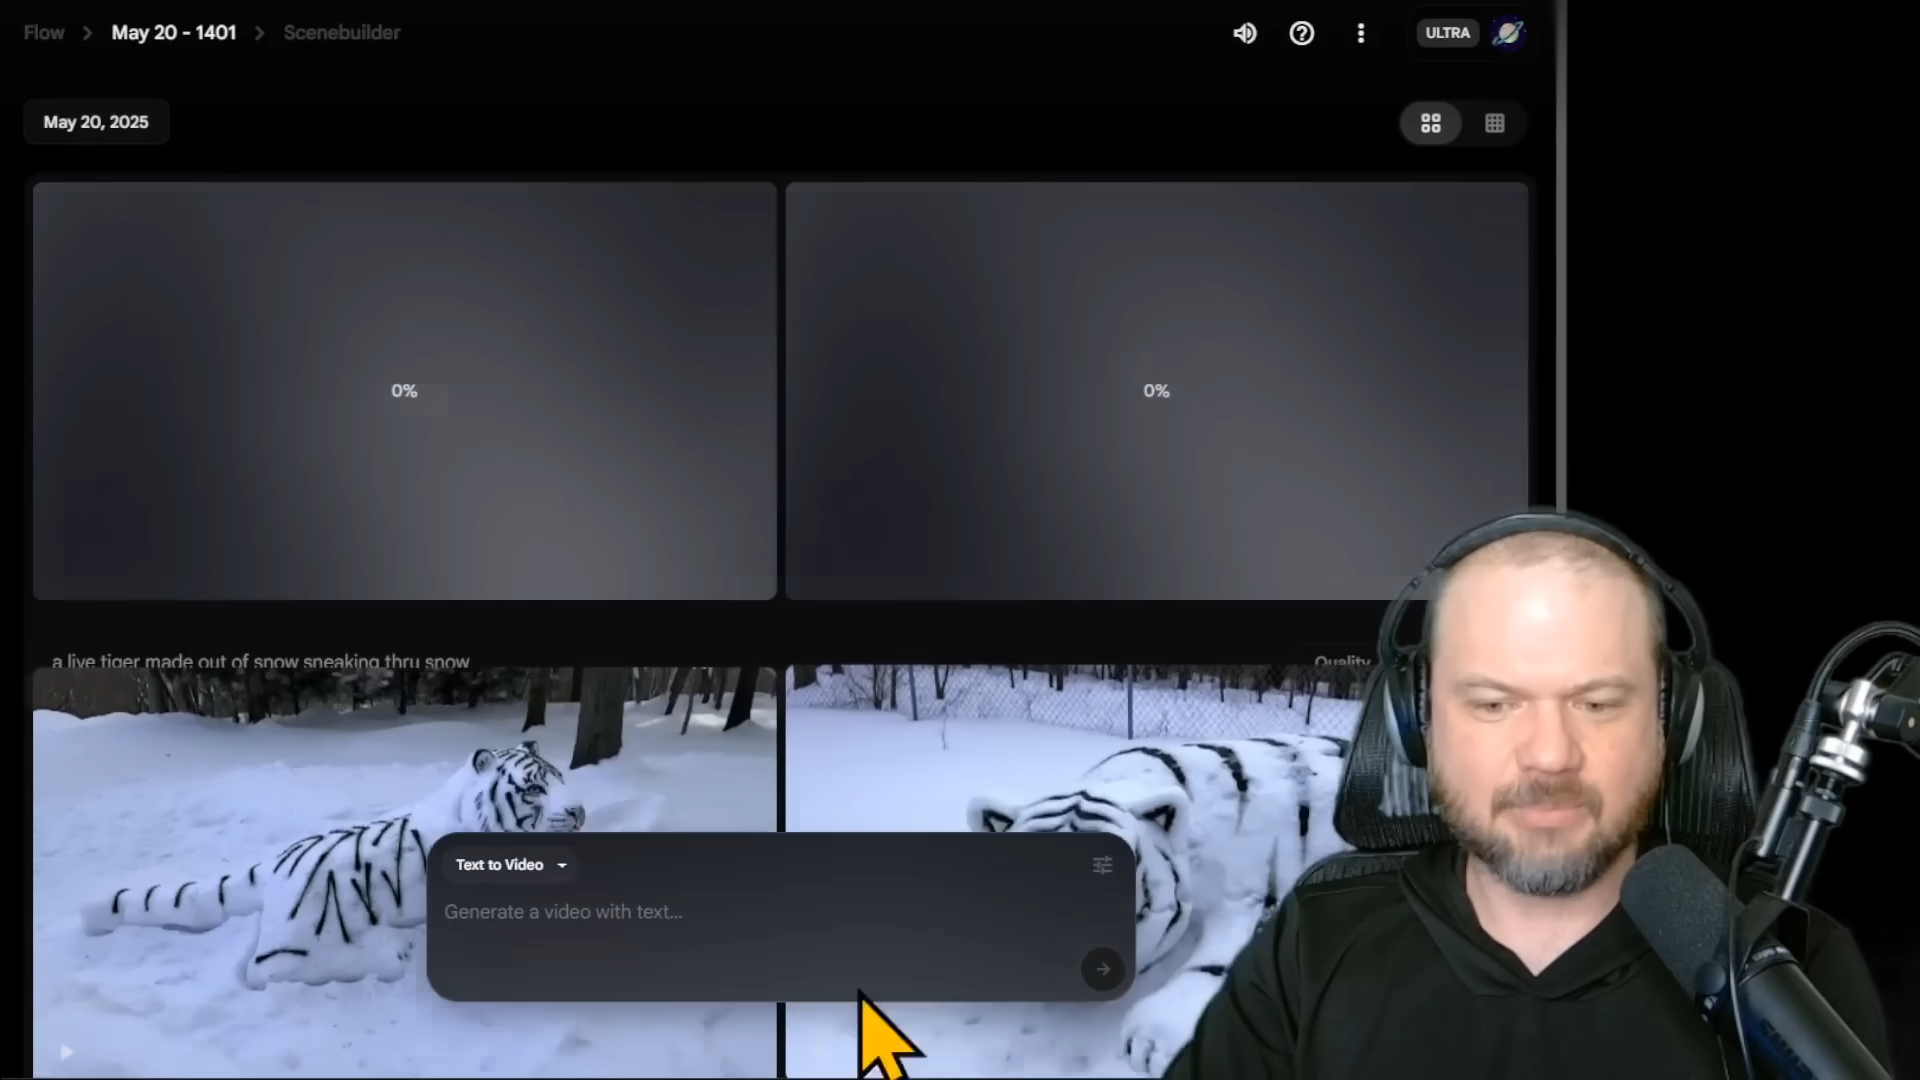 Flow > May 20 - 1401 > Scenebuilder
ULTRA
May 20, 2025
0%
0%
a live tiger made out of snow sneaking thru snow
Quality
Text to Video
Generate a video with text...